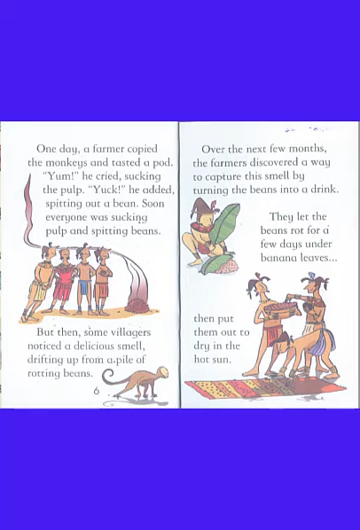 One day, a farmer copied
the monkeys and tasted a pod.
"Yum!" he cried, sucking
the pulp. "Yuck!" he added,
spitting out a bean. Soon
everyone was sucking
pulp and spitting beans.
But then, some villagers
noticed a delicious smell,
drifting up from a pile of
rotting beans.
6
Over the next few months,
the farmers discovered a way
to capture this smell by
turning the beans into a drink.
They let the
beans rot for a
few days under
banana leaves...
then put
them out to
dry in the
hot sun.